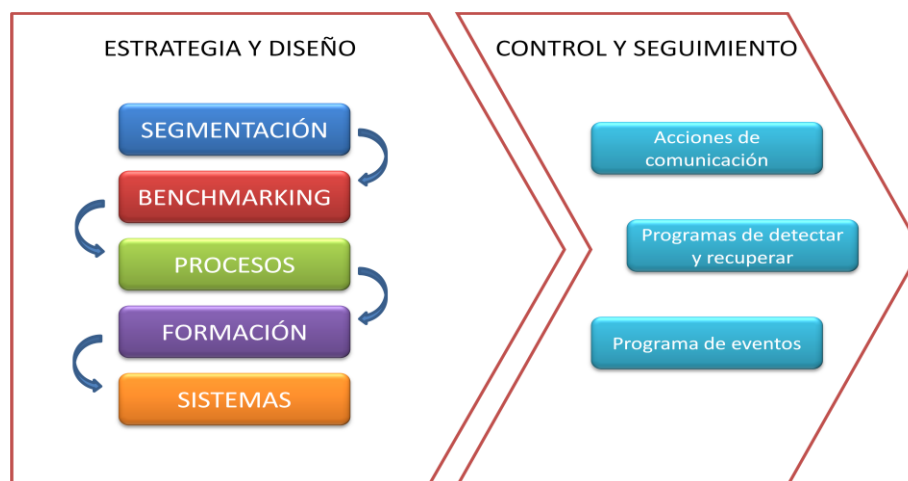 ESTRATEGIA Y DISEÑO
SEGMENTACIÓN
BENCHMARKING
PROCESOS
FORMACIÓN
SISTEMAS
CONTROL Y SEGUIMIENTO
Acciones de
comunicación
Programas de detectar
y recuperar
Programa de eventos